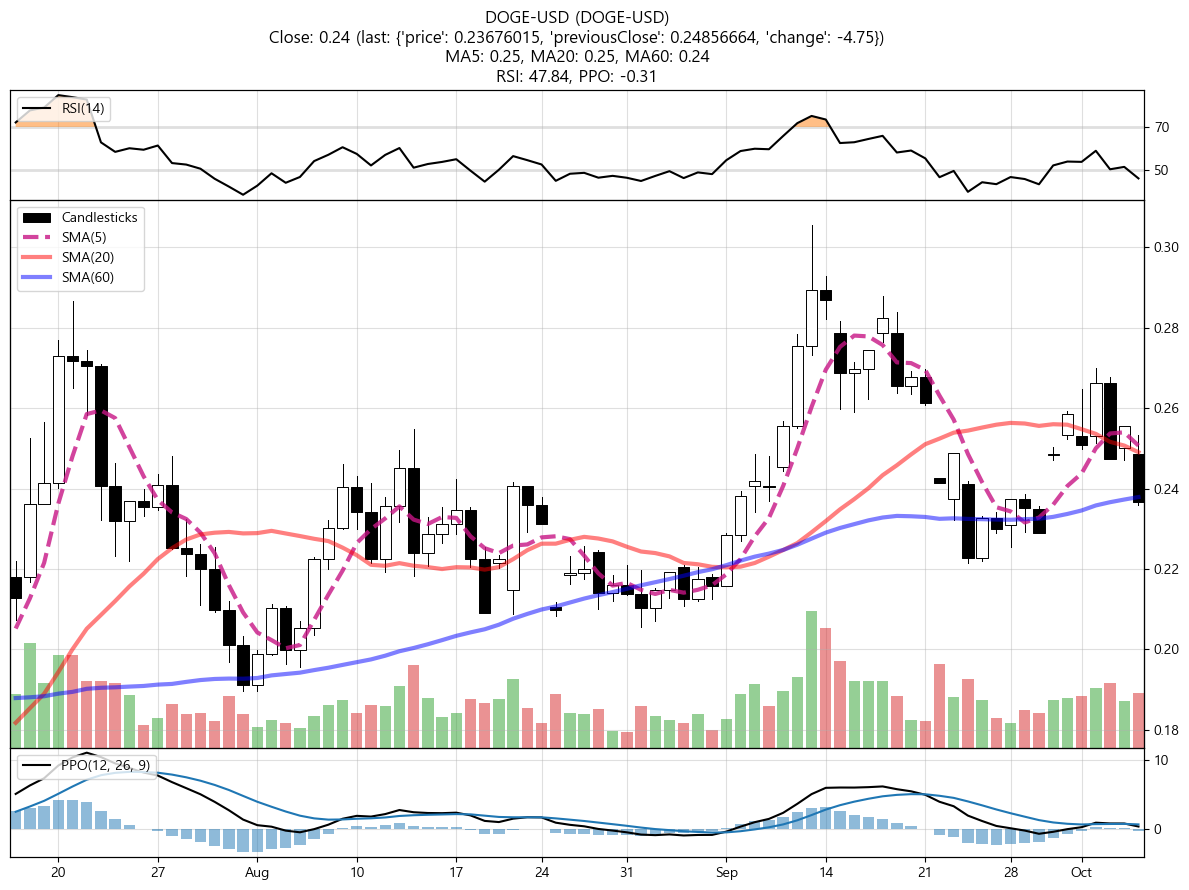 DOGE-USD (DOGE-USD)
Close: 0.24 (last: {'price': 0.23676015, 'previousClose': 0.24856664, 'change': -4.75})
MA5: 0.25, MA20: 0.25, MA60: 0.24
RSI: 47.84, PPO: -0.31
RSI(14)
70
50
Candlesticks
SMA(5)
SMA(20)
SMA(60)
0.30
0.28
0.26
0.24
0.22
0.20
0.18
PPO(12, 26, 9)
10
0
20 27 Aug 10 17 24 31 Sep 14 21 28 Oct